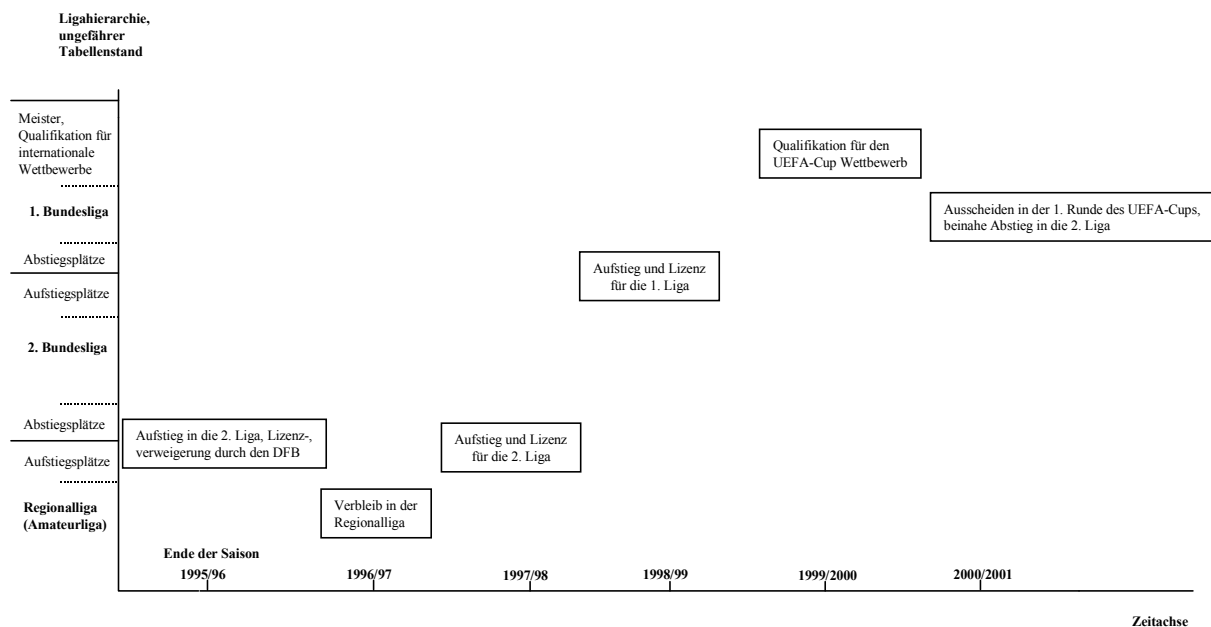 Ligahierarchie,
ungefährer
Tabellenstand
Meister,
Qualifikation für
internationale
Wettbewerbe
Qualifikation für den
UEFA-Cup Wettbewerb
1. Bundesliga
Ausscheiden in der 1. Runde des UEFA-Cups,
beinahe Abstieg in die 2. Liga
Abstiegsplätze
Aufstieg und Lizenz
für die 1. Liga
Aufstiegsplätze
2. Bundesliga
Abstiegsplätze
Aufstieg in die 2. Liga, Lizenz-,
verweigerung durch den DFB
Aufstieg und Lizenz
für die 2. Liga
Aufstiegsplätze
Regionalliga
(Amateurliga)
Verbleib in der
Regionalliga
Ende der Saison
1995/96
1996/97
1997/98
1998/99
1999/2000
2000/2001
Zeitachse